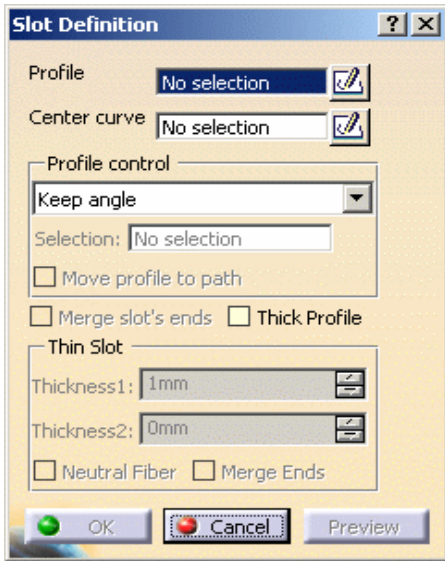 Slot Definition ? X
Profile No selection
Center curve No selection
Profile control
Keep angle
Selection: No selection
Move profile to path
Merge slot's ends Thick Profile
Thin Slot
Thickness1: 1mm
Thickness2: 0mm
Neutral Fiber Merge Ends
OK Cancel Preview